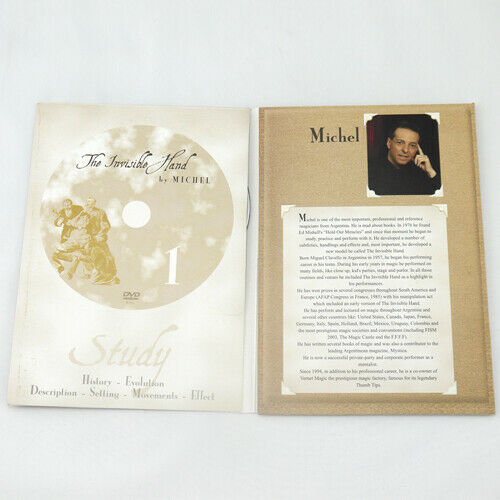 The Invisible Hand
by MICHEL
1
DVD
Study
History - Evolution
Description - Setting - Movements - Effect
Michel
Michel is one of the most important, professional and reference
magicians from Argentina. He is read about books. In 1976 he found
Ed Mishell's "Hold Out Miracles" and since that moment he began to
study, practice and perform with it. He developed a number of
subtleties, handlings and effects and, most important, he developed a
new model he called The Invisible Hand.
Born Miguel Clavelle in Argentina in 1957, he began his performing
career in his teens. During his early years in magic he performed on
many fields, like close up, kid's parties, stage and parlor. In all those
routines and venues he included The Invisible Hand as a highlight in
his performances.
He has won prizes in several congresses throughout South America and
Europe (AFAP Congress in France, 1985) with his manipulation act
which included an early version of The Invisible Hand.
He has perform and lectured on magic throughout Argentina and
several other countries like: United States, Canada, Japan, France,
Germany, Italy, Spain, Holland, Brazil, Mexico, Uruguay, Colombia and
the most prestigious magic societies and conventions (including FISM
2003, The Magic Castle and the F.F.F.F).
He has written several books of magic and was also a contributor to the
leading Argentinean magazine, Mystica.
He is now a successful private-party and corporate performer as a
mentalist.
Since 1994, in addition to his professional career, he is a co-owner of
Vernet Magic the prestigious magic factory, famous for its legendary
Thumb Tips.